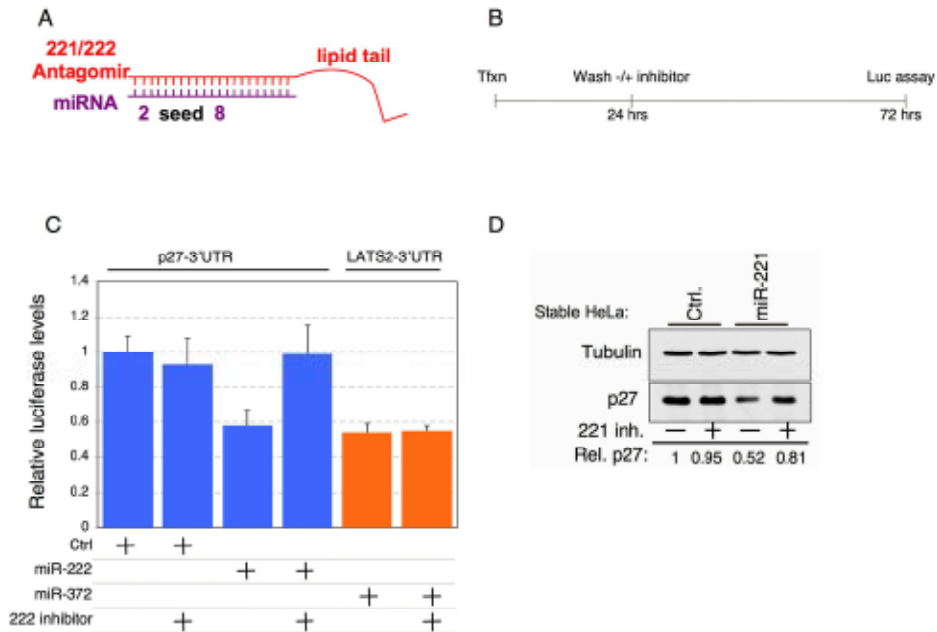 A
221/222
Antagomir
lipid tail
miRNA
2 seed 8
B
Tfxn Wash -/+ inhibitor Luc assay
24 hrs 72 hrs
C
p27-3'UTR LATS2-3'UTR
Relative luciferase levels
1.4
1.2
1
0.8
0.6
0.4
0.2
0
Ctrl + +
miR-222 + +
miR-372 + +
222 inhibitor + + +
D
Stable HeLa: Ctrl. miR-221
Tubulin
p27
221 inh. — + — +
Rel. p27: 1 0.95 0.52 0.81